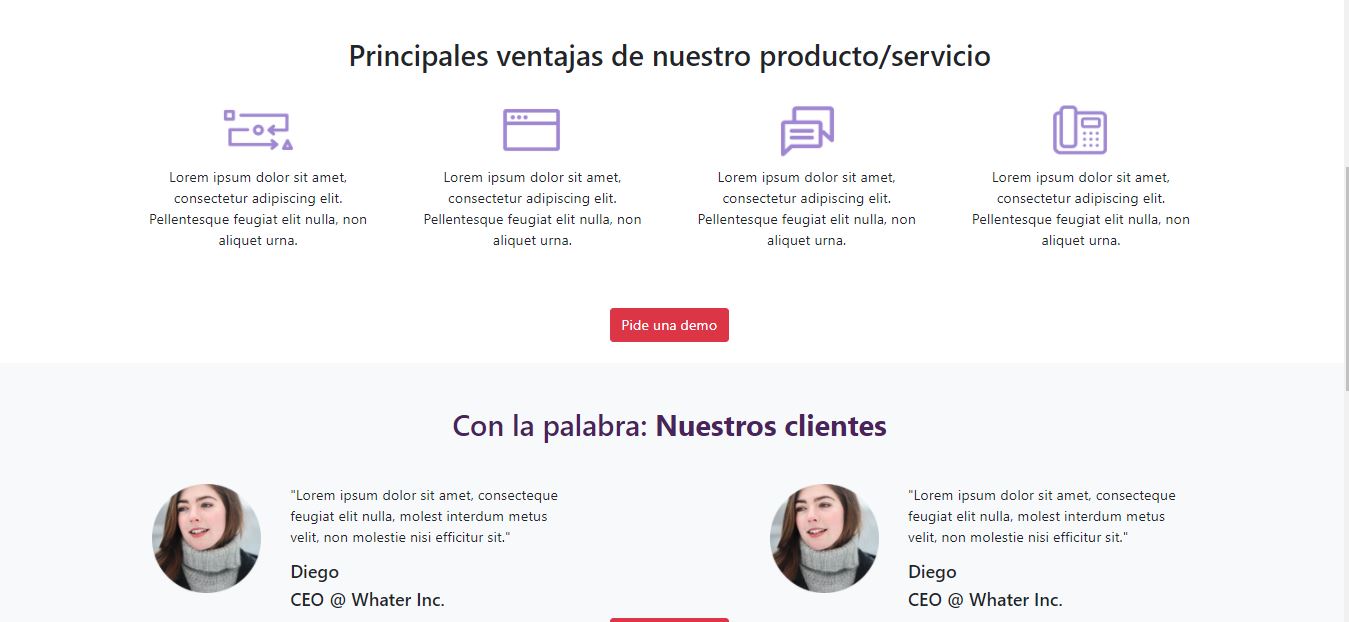 Principales ventajas de nuestro producto/servicio
Lorem ipsum dolor sit amet,
consectetur adipiscing elit.
Pellentesque feugiat elit nulla, non
aliquet urna.
Lorem ipsum dolor sit amet,
consectetur adipiscing elit.
Pellentesque feugiat elit nulla, non
aliquet urna.
Lorem ipsum dolor sit amet,
consectetur adipiscing elit.
Pellentesque feugiat elit nulla, non
aliquet urna.
Lorem ipsum dolor sit amet,
consectetur adipiscing elit.
Pellentesque feugiat elit nulla, non
aliquet urna.
Pide una demo
Con la palabra: Nuestros clientes
"Lorem ipsum dolor sit amet, consecteque
feugiat elit nulla, molest interdum metus
velit, non molestie nisi efficitur sit."
Diego
CEO @ Whater Inc.
"Lorem ipsum dolor sit amet, consecteque
feugiat elit nulla, molest interdum metus
velit, non molestie nisi efficitur sit."
Diego
CEO @ Whater Inc.